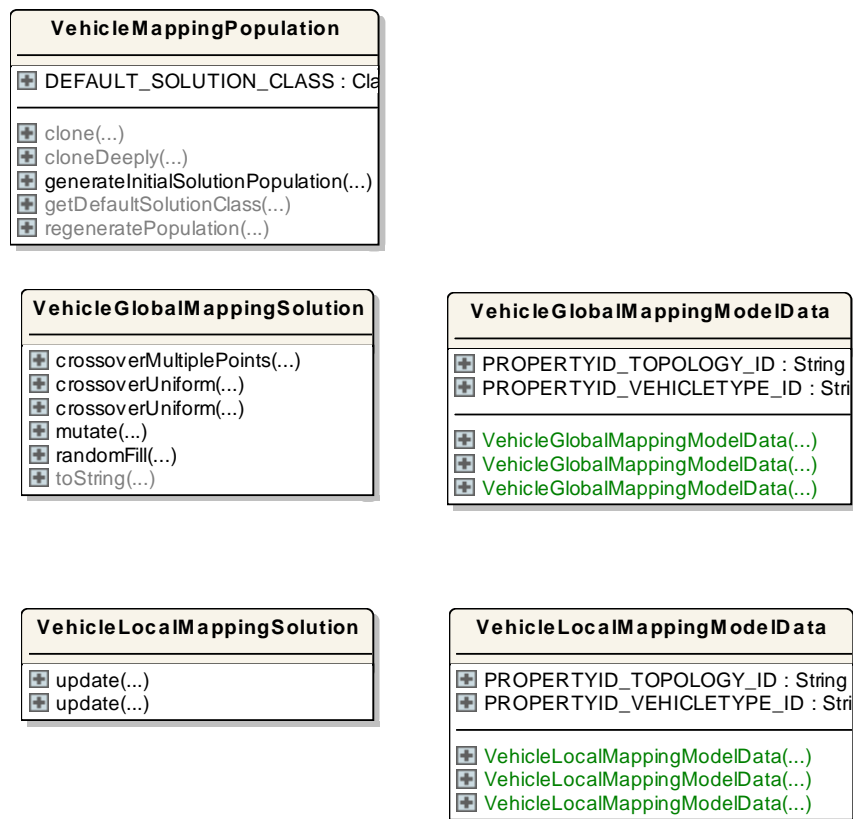 VehicleMappingPopulation
DEFAULT_SOLUTION_CLASS : Cla
clone(...)
cloneDeeply(...)
generateInitialSolutionPopulation(...)
getDefaultSolutionClass(...)
regeneratePopulation(...)
VehicleGlobalMappingSolution
crossoverMultiplePoints(...)
crossoverUniform(...)
crossoverUniform(...)
mutate(...)
randomFill(...)
toString(...)
VehicleGlobalMappingModelData
PROPERTYID_TOPOLOGY_ID : String
PROPERTYID_VEHICLETYPE_ID : Stri
VehicleGlobalMappingModelData(...)
VehicleGlobalMappingModelData(...)
VehicleGlobalMappingModelData(...)
VehicleLocalMappingSolution
update(...)
update(...)
VehicleLocalMappingModelData
PROPERTYID_TOPOLOGY_ID : String
PROPERTYID_VEHICLETYPE_ID : Stri
VehicleLocalMappingModelData(...)
VehicleLocalMappingModelData(...)
VehicleLocalMappingModelData(...)